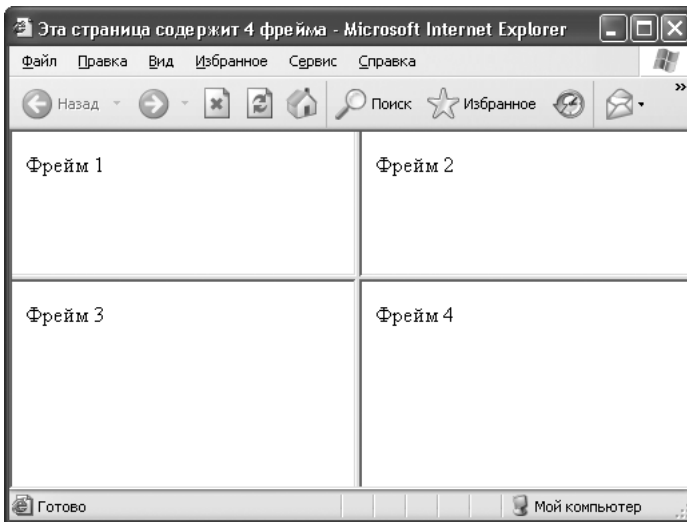 Эта страница содержит 4 фрейма - Microsoft Internet Explorer
Файл Правка Вид Избранное Сервис Справка
Назад Поиск Избранное »
Фрейм 1 Фрейм 2
Фрейм 3 Фрейм 4
Готово Мой компьютер